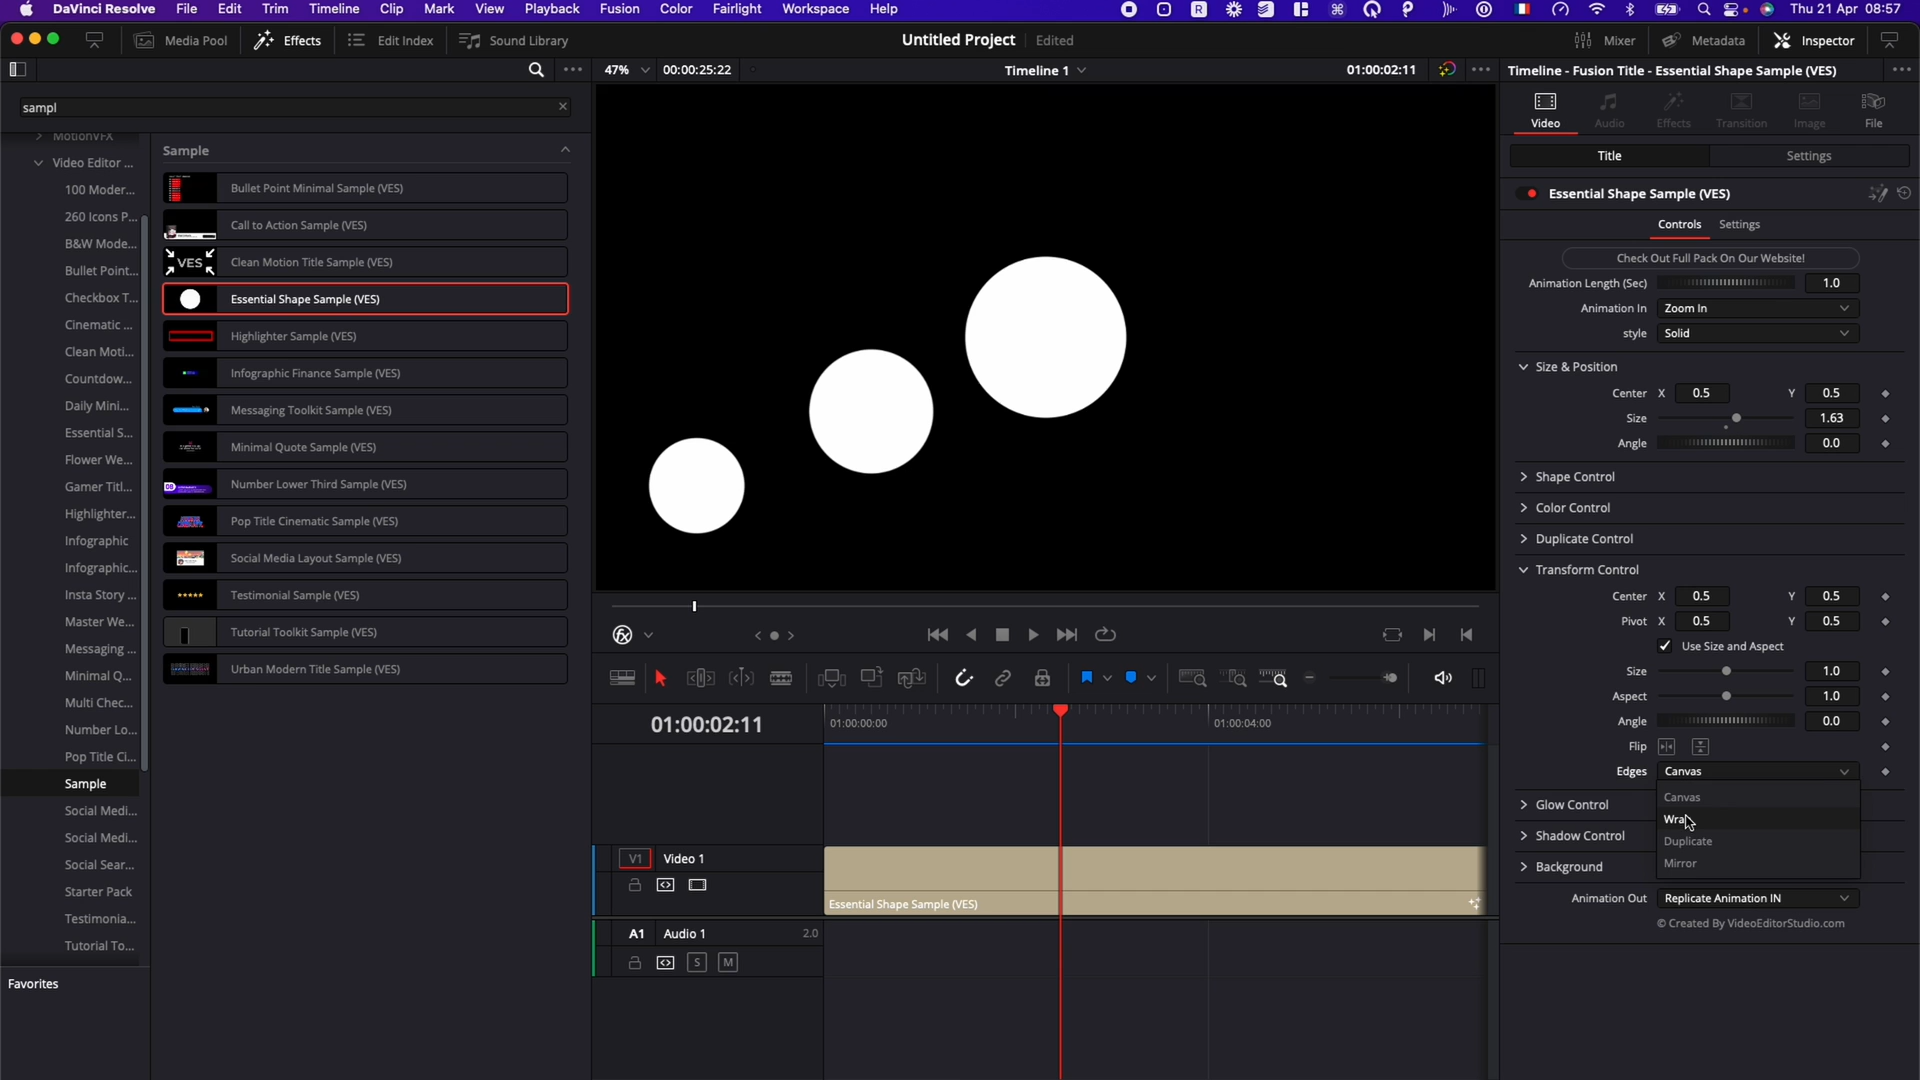 DaVinci Resolve File Edit Trim Timeline Clip Mark View Playback Fusion Color Fairlight Workspace Help Thu 21 Apr 08:57
Media Pool Effects Edit Index Sound Library Untitled Project Edited Mixer Metadata Inspector
47% 00:00:25:22 Timeline 1 01:00:02:11 Timeline - Fusion Title - Essential Shape Sample (VES)
sampl
MotionVFX
Video Editor ...
100 Moder...
260 Icons P...
B&W Mode...
Bullet Point...
Checkbox T...
Cinematic ...
Clean Moti...
Countdow...
Daily Mini...
Essential S...
Flower We...
Gamer Titl...
Highlighter...
Infographic
Infographic...
Insta Story ...
Master We...
Messaging ...
Minimal Q...
Multi Chec...
Number Lo...
Pop Title Ci...
Sample
Social Medi...
Social Medi...
Social Sear...
Starter Pack
Testimonia...
Tutorial To...
Favorites
Sample
Bullet Point Minimal Sample (VES)
Call to Action Sample (VES)
VES
Clean Motion Title Sample (VES)
Essential Shape Sample (VES)
Highlighter Sample (VES)
Infographic Finance Sample (VES)
Messaging Toolkit Sample (VES)
Minimal Quote Sample (VES)
Number Lower Third Sample (VES)
Pop Title Cinematic Sample (VES)
Social Media Layout Sample (VES)
Testimonial Sample (VES)
Tutorial Toolkit Sample (VES)
Urban Modern Title Sample (VES)
01:00:02:11
01:00:00:00 01:00:04:00
V1 Video 1
Essential Shape Sample (VES)
A1 Audio 1 2.0
S M
Video Audio Effects Transition Image File
Title Settings
Essential Shape Sample (VES)
Controls Settings
Check Out Full Pack On Our Website!
Animation Length (Sec) 1.0
Animation In Zoom In
style Solid
Size & Position
Center X 0.5 Y 0.5
Size 1.63
Angle 0.0
Shape Control
Color Control
Duplicate Control
Transform Control
Center X 0.5 Y 0.5
Pivot X 0.5 Y 0.5
Use Size and Aspect
Size 1.0
Aspect 1.0
Angle 0.0
Flip
Edges Canvas
Canvas
Glow Control
Wra
Shadow Control
Duplicate
Mirror
Background
Animation Out Replicate Animation IN
© Created By VideoEditorStudio.com